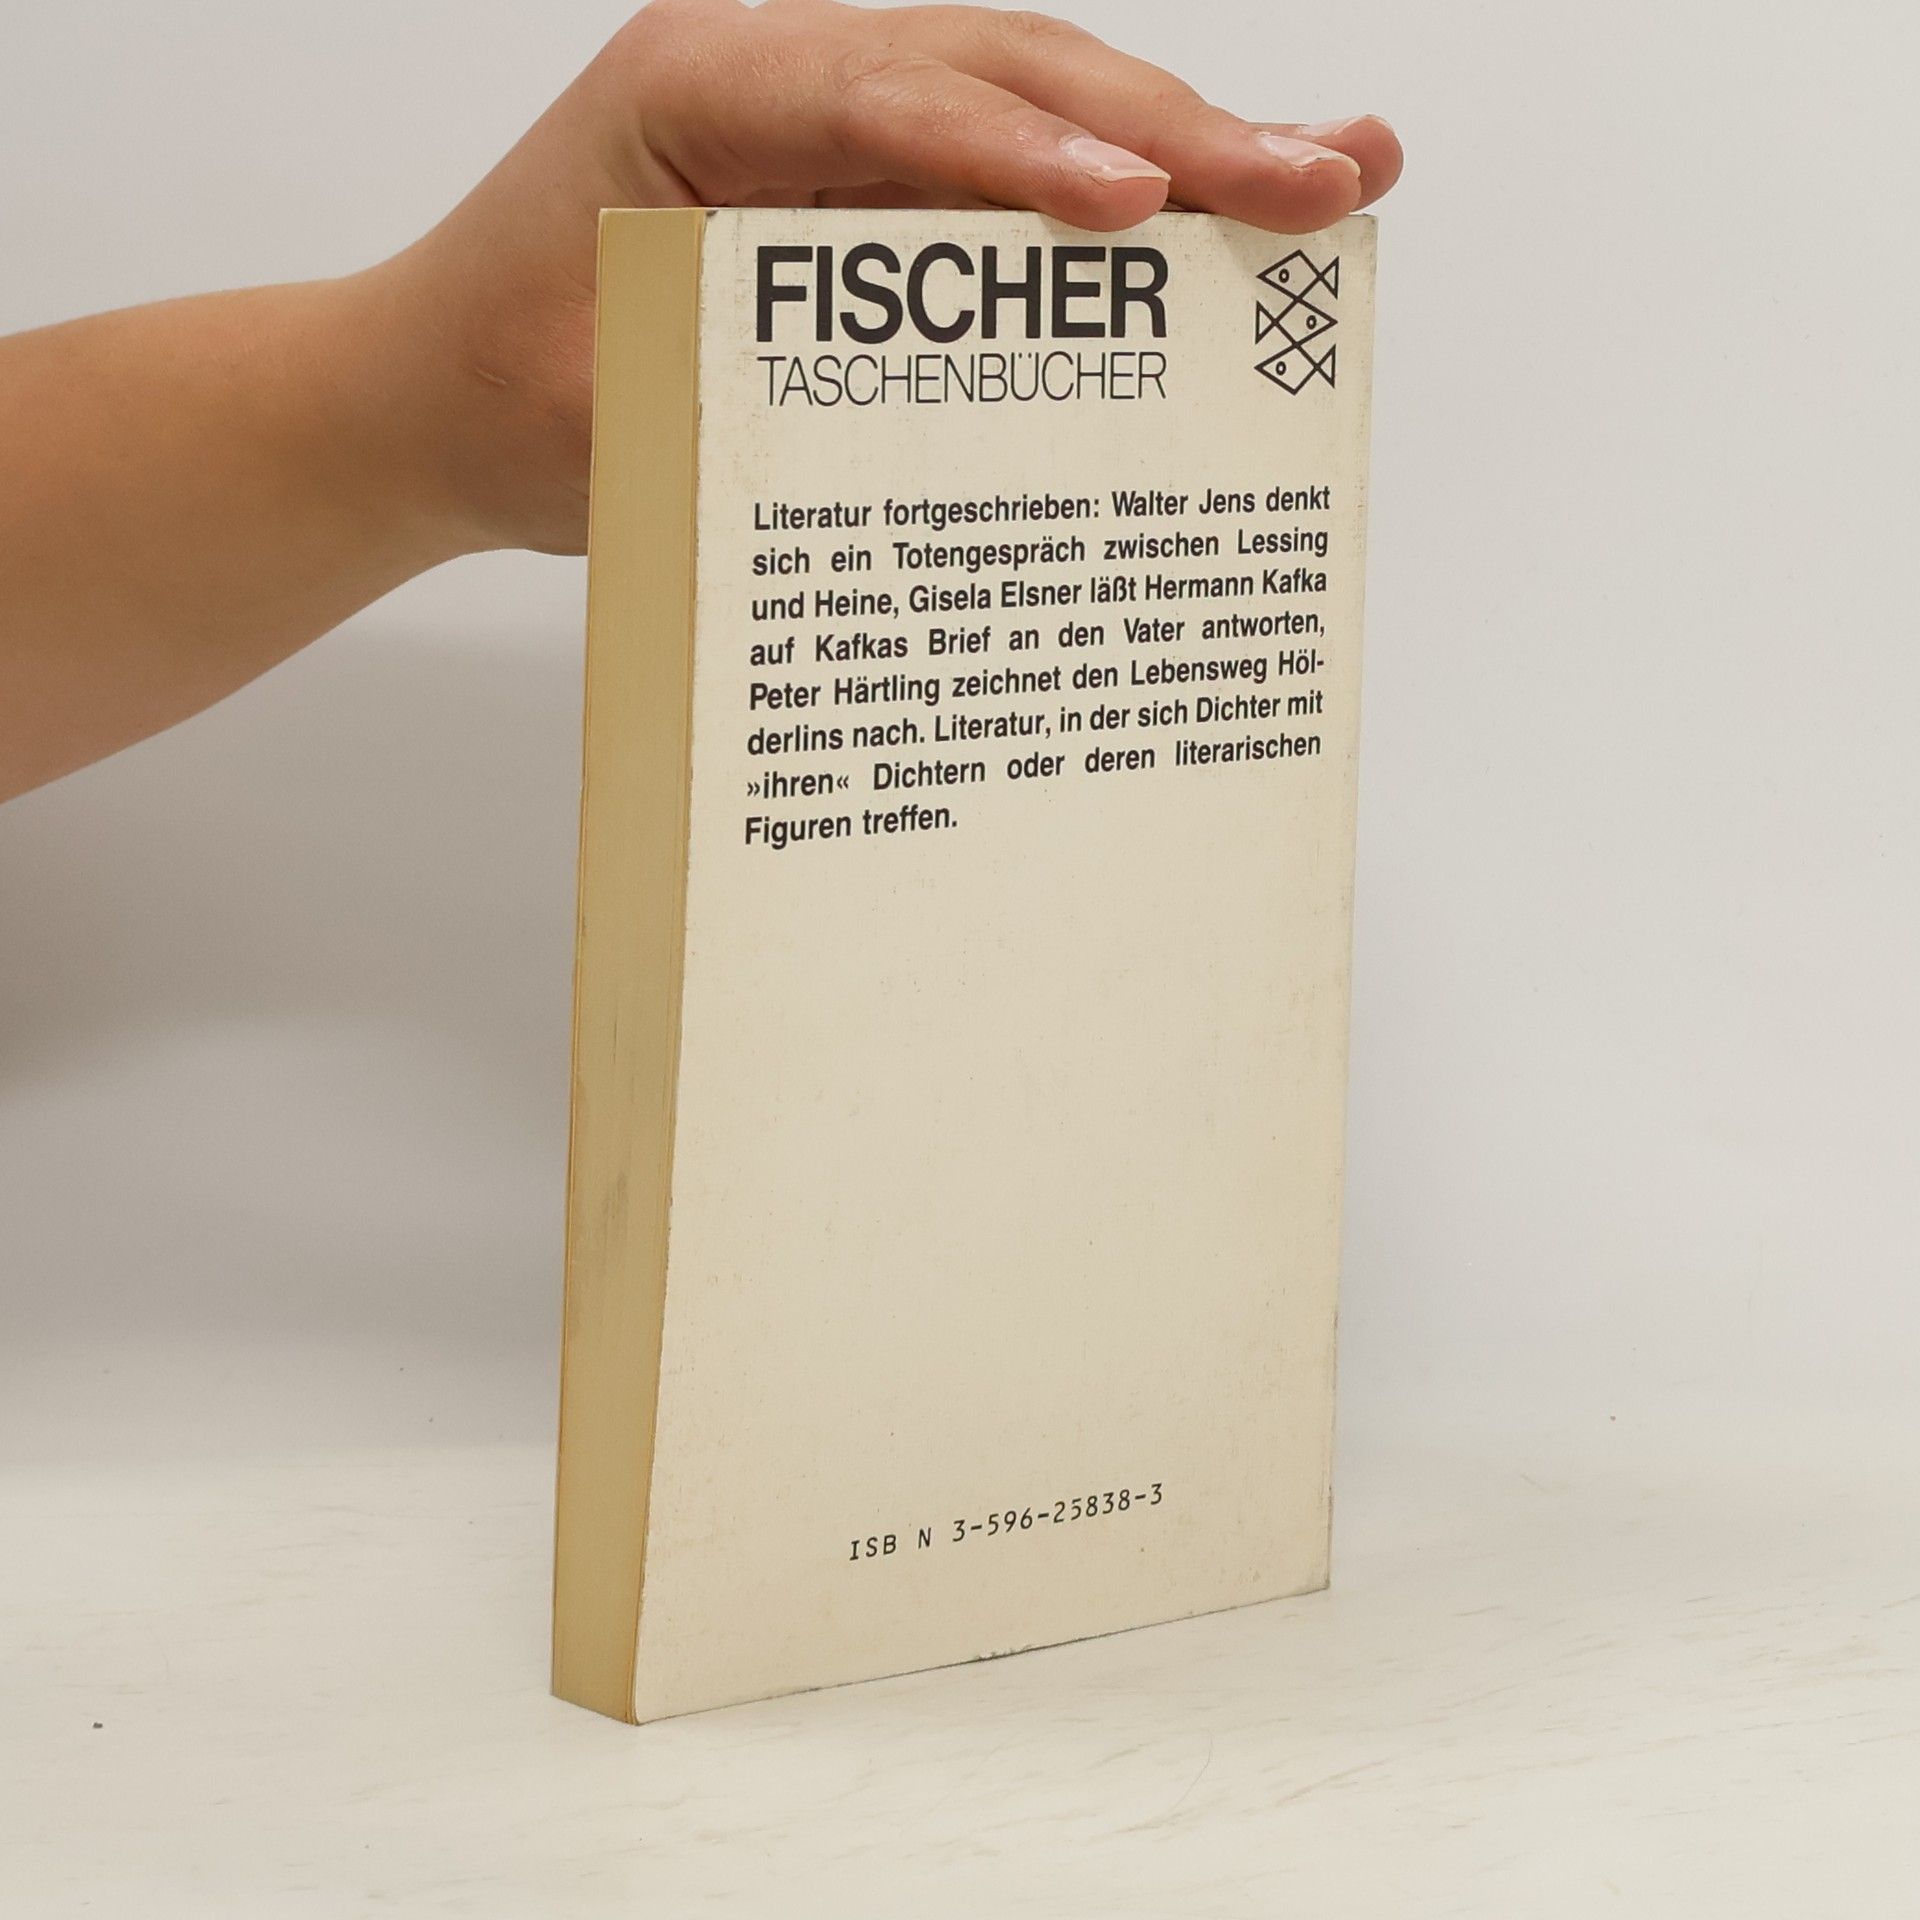 FISCHER
TASCHENBÜCHER
Literatur fortgeschrieben: Walter Jens denkt
sich ein Totengespräch zwischen Lessing
und Heine, Gisela Elsner läßt Hermann Kafka
auf Kafkas Brief an den Vater antworten,
Peter Härtling zeichnet den Lebensweg Höl-
derlins nach. Literatur, in der sich Dichter mit
»ihren« Dichtern oder deren literarischen
Figuren treffen.
ISB N 3-596-25838-3